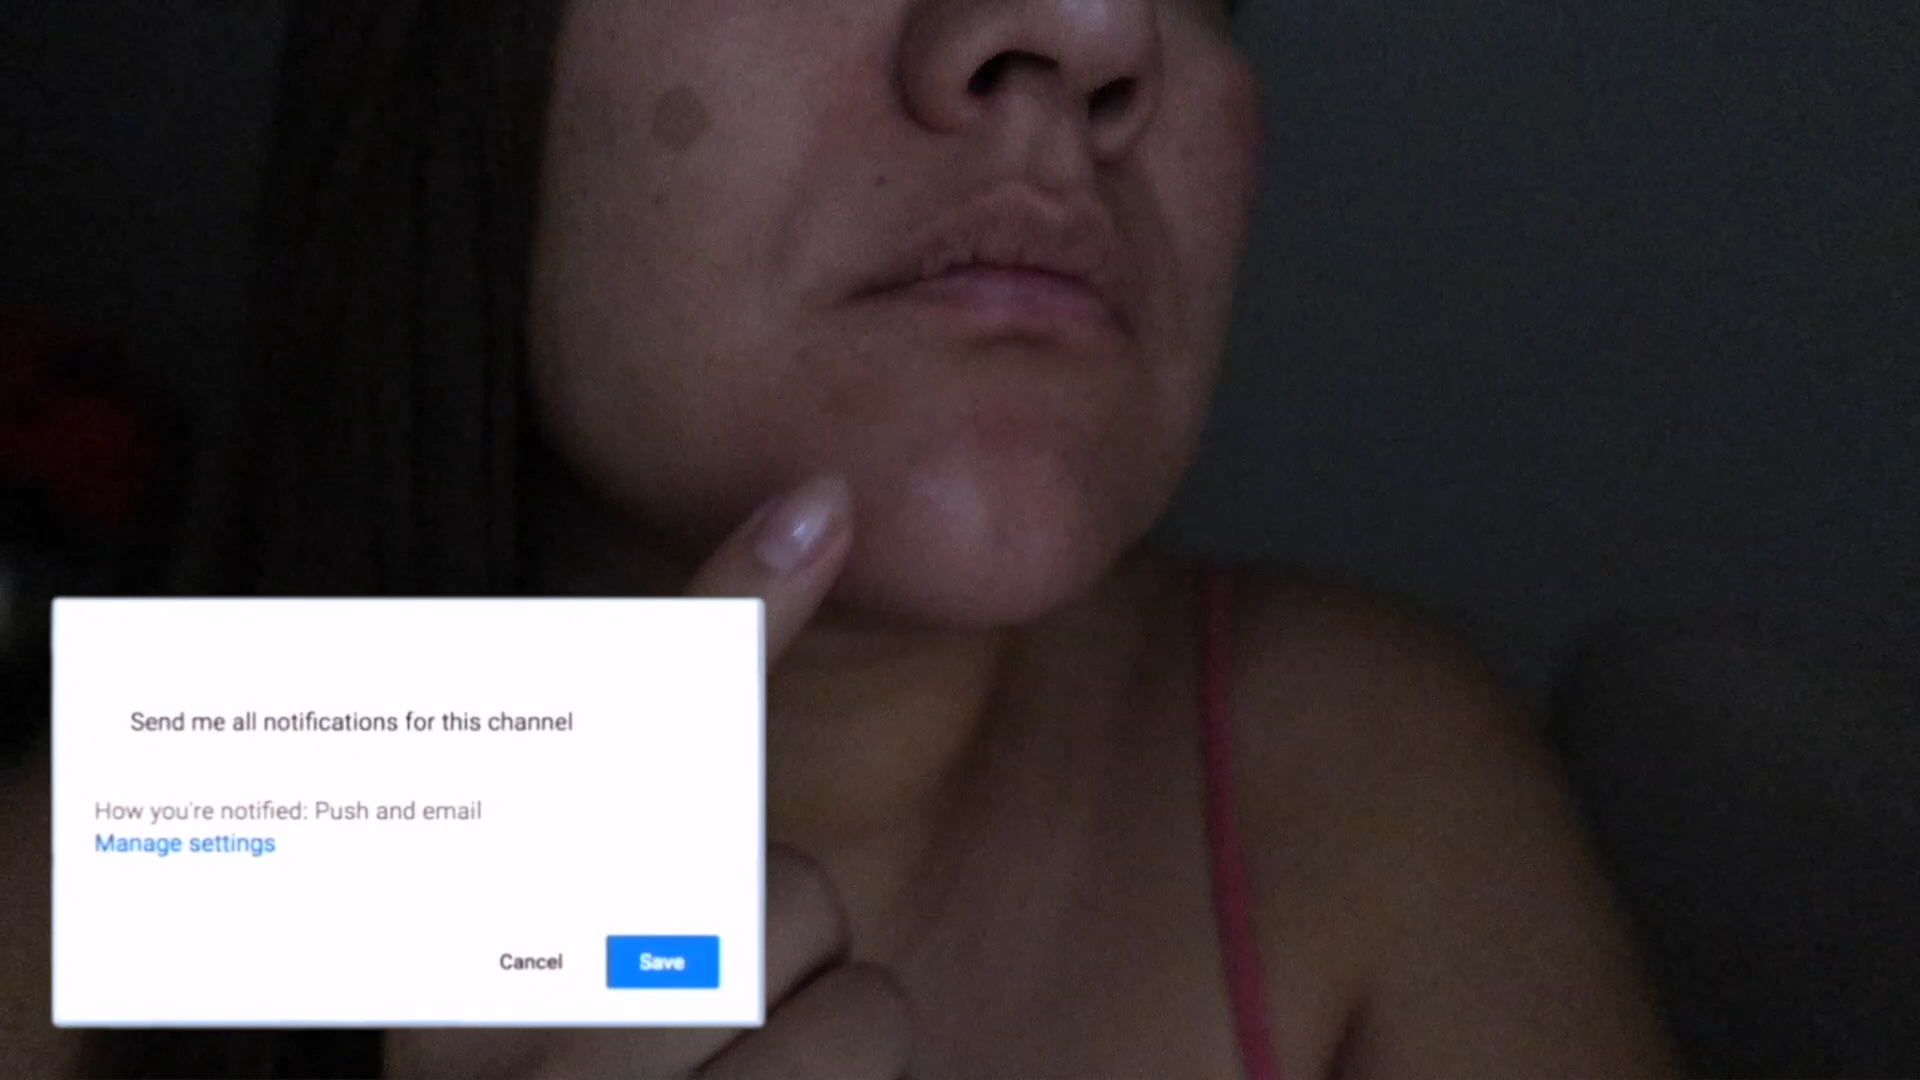 Send me all notifications for this channel
How you're notified: Push and email
Manage settings
Cancel
Save